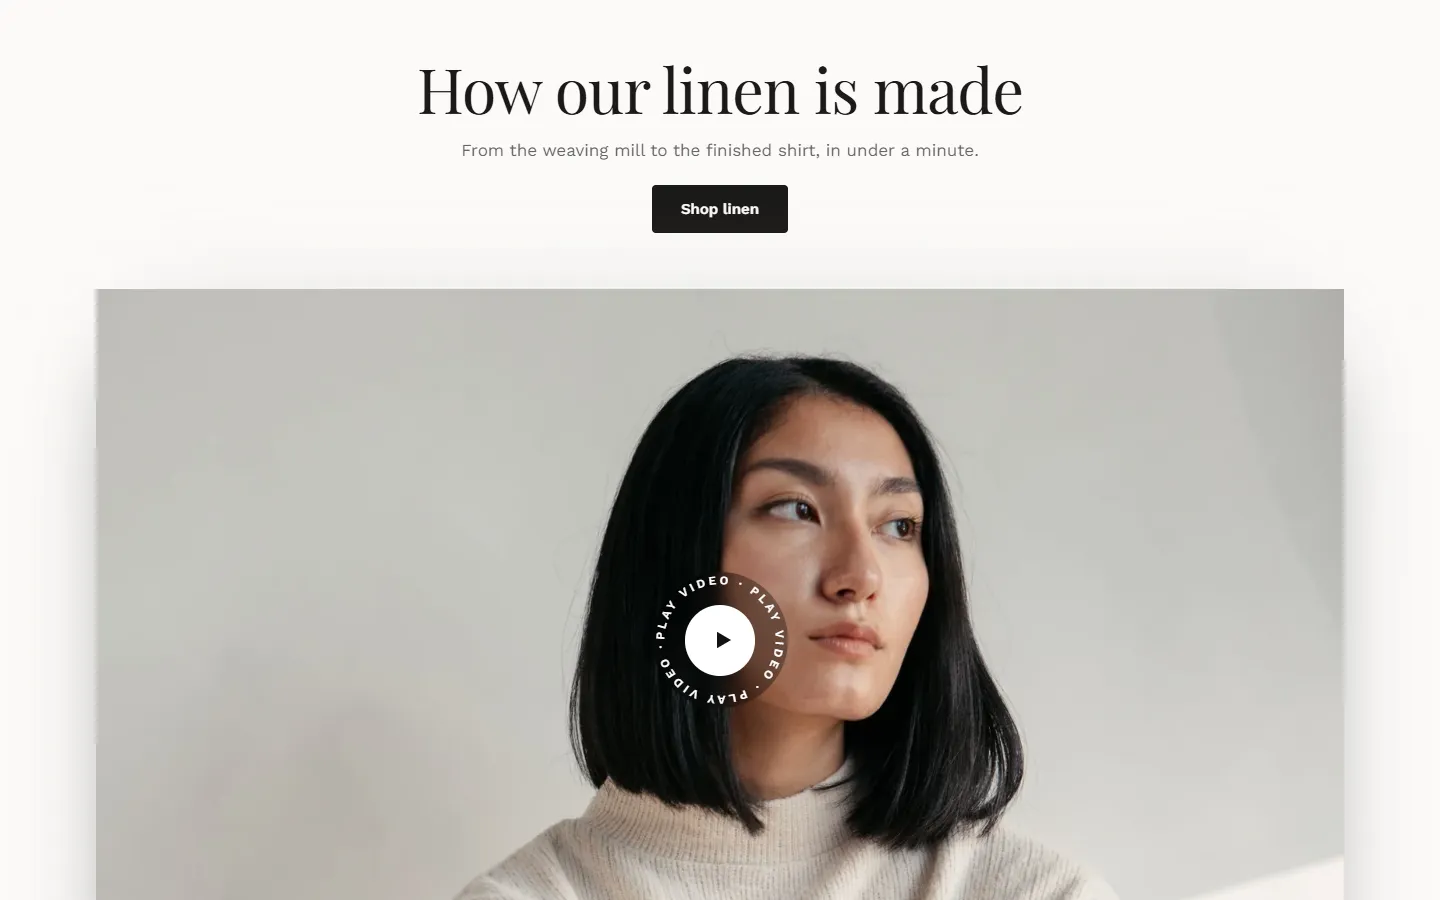 How our linen is made
From the weaving mill to the finished shirt, in under a minute.
Shop linen
PLAY VIDEO · PLAY VIDEO · PLAY VIDEO ·